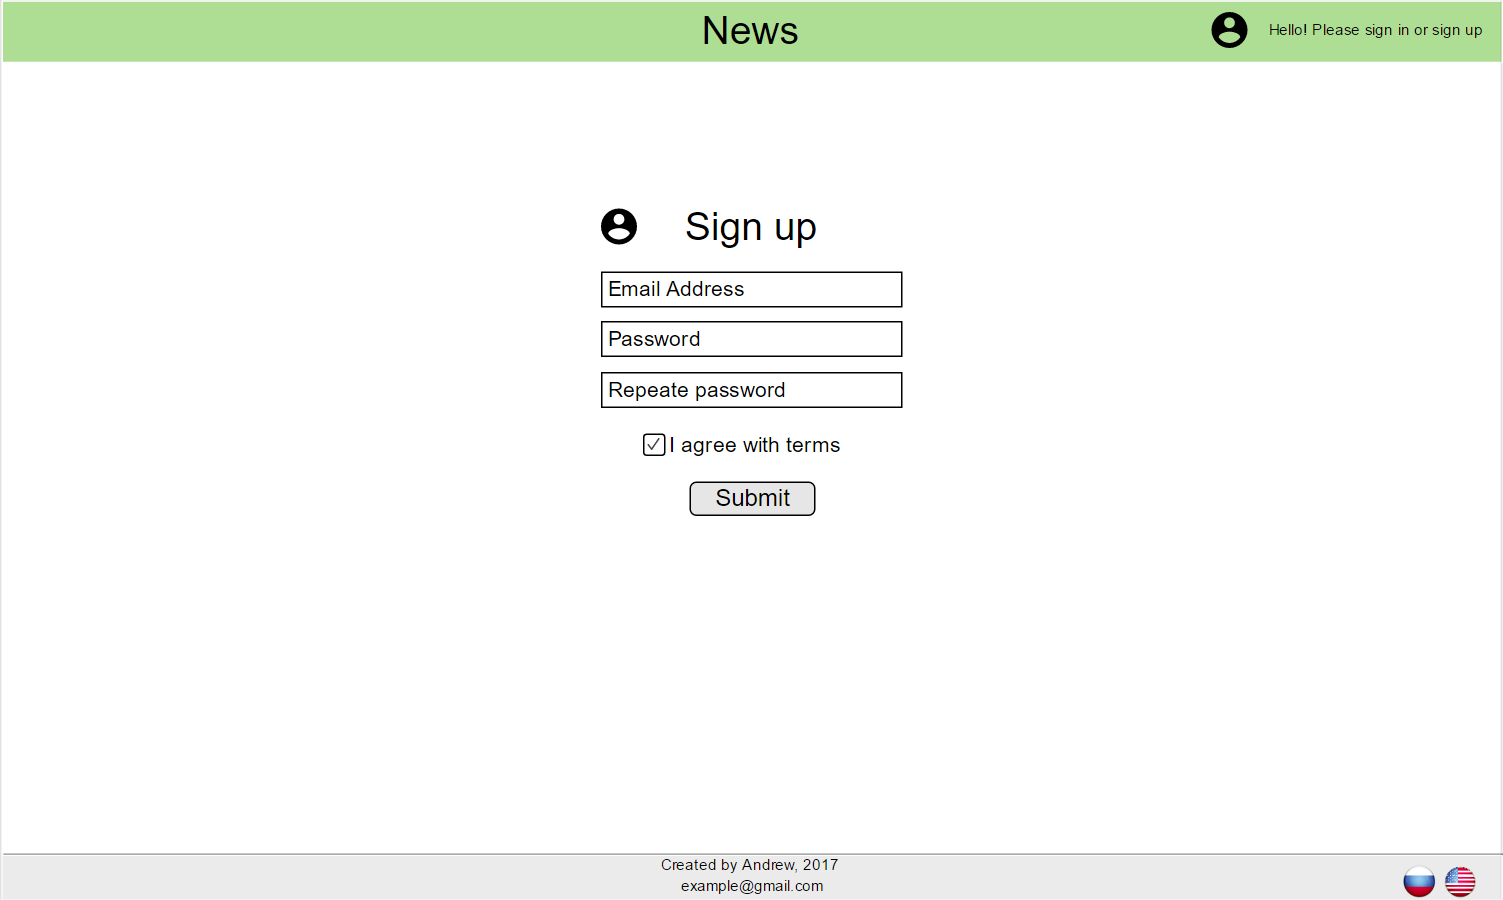 News
Hello! Please sign in or sign up
Sign up
Email Address
Password
Repeate password
I agree with terms
Submit
Created by Andrew, 2017
example@gmail.com